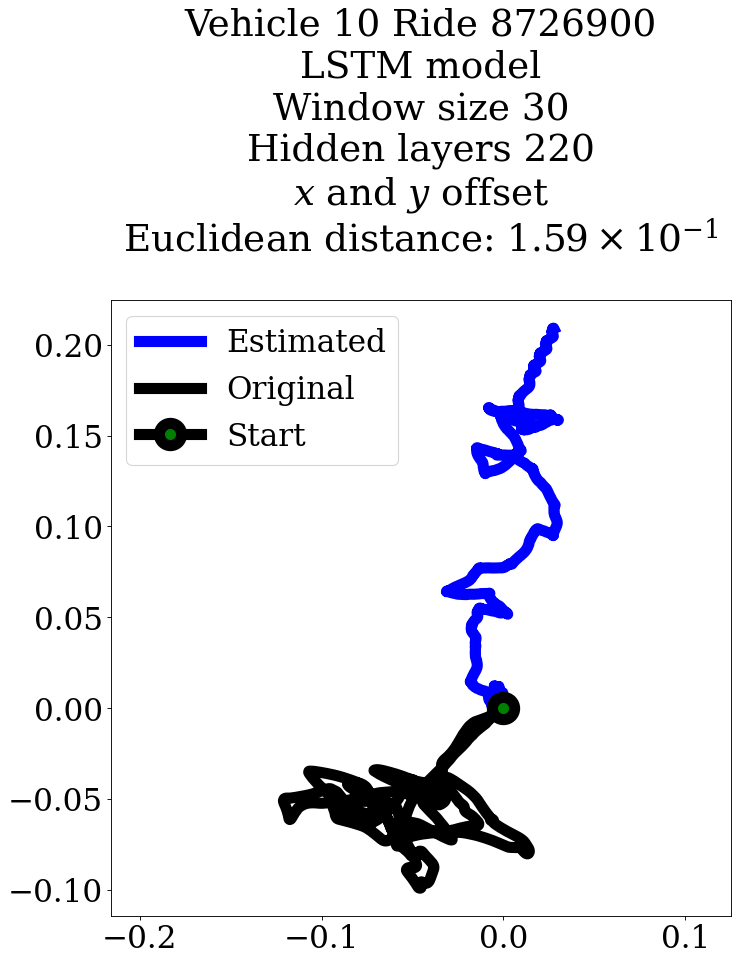 Vehicle 10 Ride 8726900
LSTM model
Window size 30
Hidden layers 220
x and y offset
Euclidean distance: 1.59 × 10⁻¹
Estimated
Original
Start
0.20
0.15
0.10
0.05
0.00
−0.05
−0.10
−0.2 −0.1 0.0 0.1